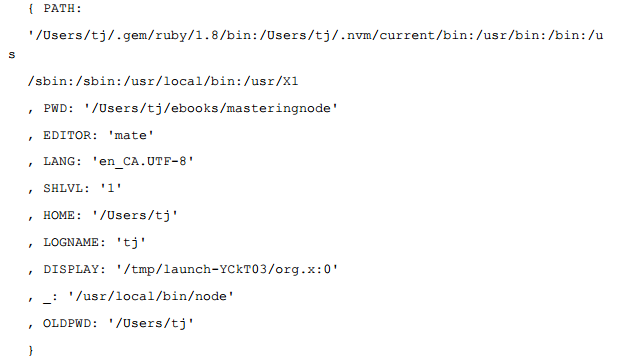 { PATH:
'/Users/tj/.gem/ruby/1.8/bin:/Users/tj/.nvm/current/bin:/usr/bin:/bin:/u
s
/sbin:/sbin:/usr/local/bin:/usr/X1
, PWD: '/Users/tj/ebooks/masteringnode'
, EDITOR: 'mate'
, LANG: 'en_CA.UTF-8'
, SHLVL: '1'
, HOME: '/Users/tj'
, LOGNAME: 'tj'
, DISPLAY: '/tmp/launch-YCkT03/org.x:0'
, _: '/usr/local/bin/node'
, OLDPWD: '/Users/tj'
}